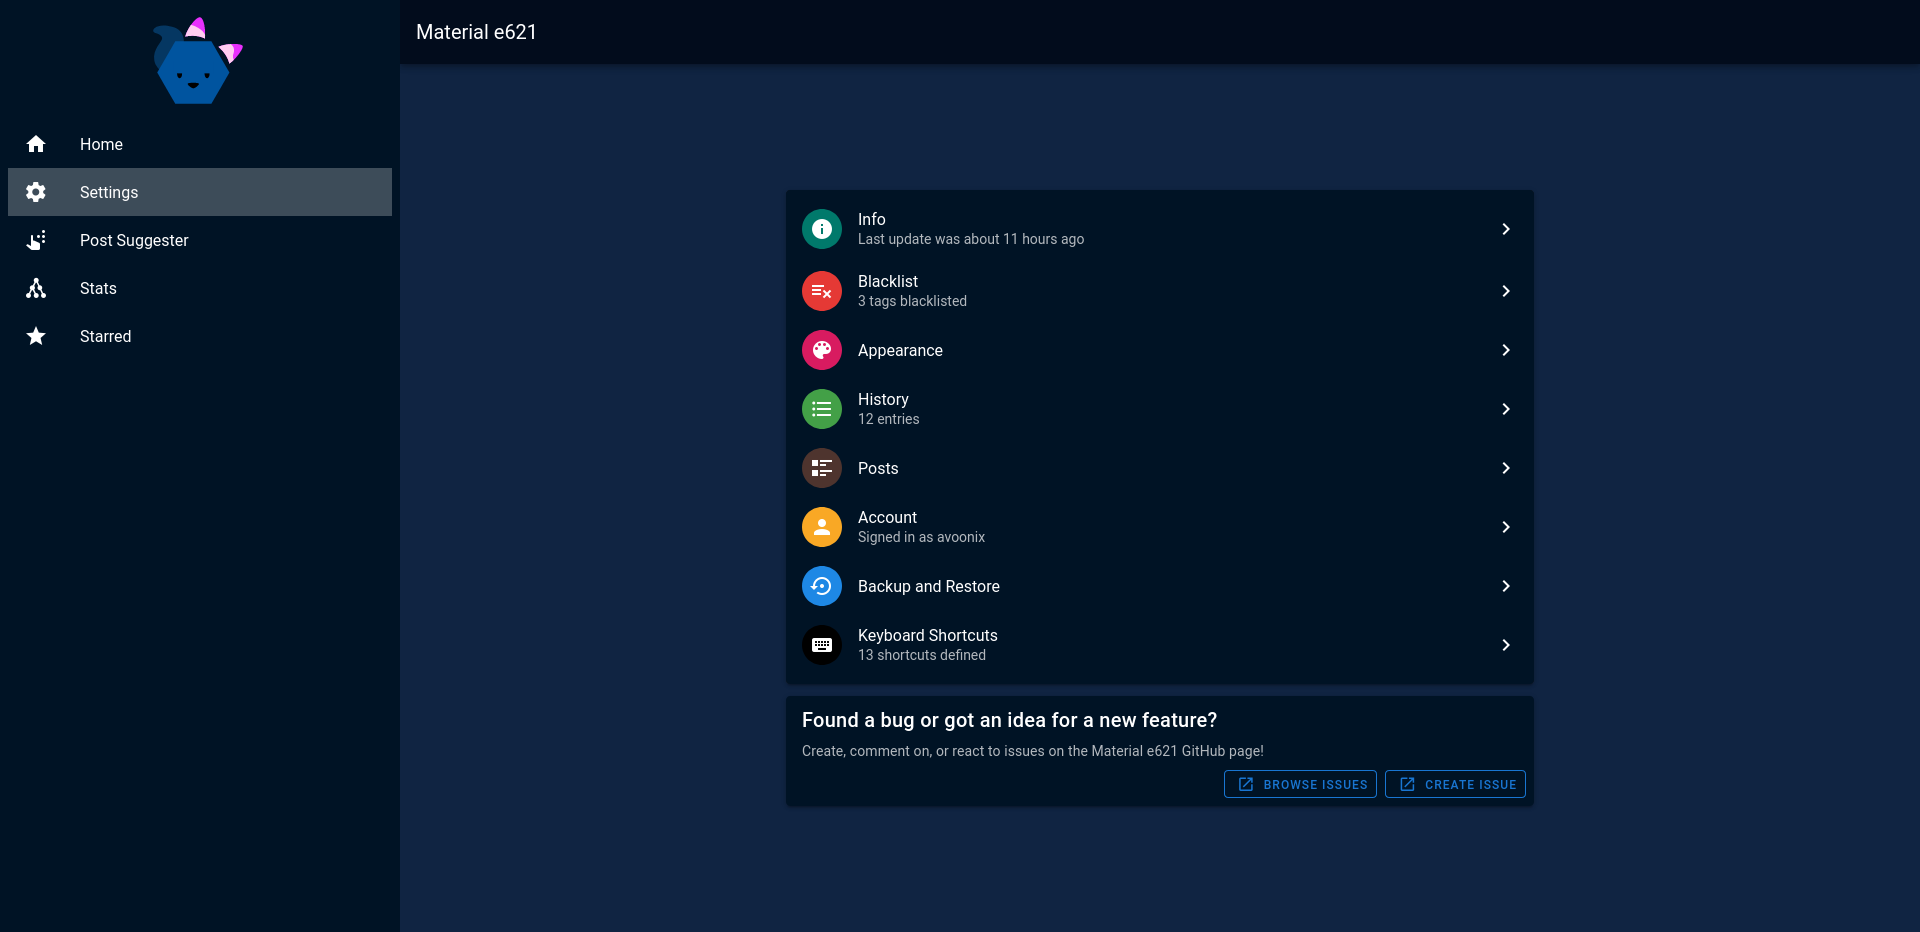 Material e621
Home
Settings
Post Suggester
Stats
Starred
Info
Last update was about 11 hours ago
Blacklist
3 tags blacklisted
Appearance
History
12 entries
Posts
Account
Signed in as avoonix
Backup and Restore
Keyboard Shortcuts
13 shortcuts defined
Found a bug or got an idea for a new feature?
Create, comment on, or react to issues on the Material e621 GitHub page!
BROWSE ISSUES
CREATE ISSUE